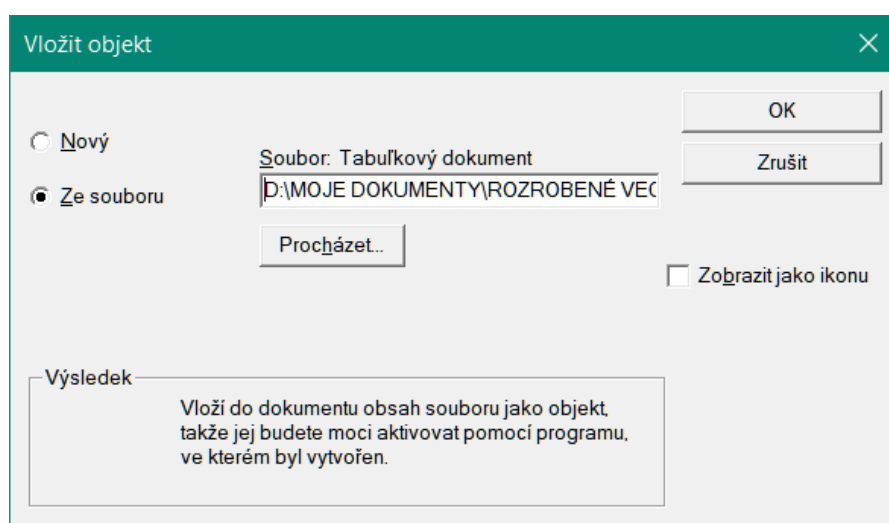 Vložit objekt
Nový
Ze souboru
Soubor: Tabuľkový dokument
D:\MOJE DOKUMENTY\ROZROBENÉ VEC
Procházet...
OK
Zrušit
Zobrazit jako ikonu
Výsledek
Vloží do dokumentu obsah souboru jako objekt,
takže jej budete moci aktivovat pomocí programu,
ve kterém byl vytvořen.